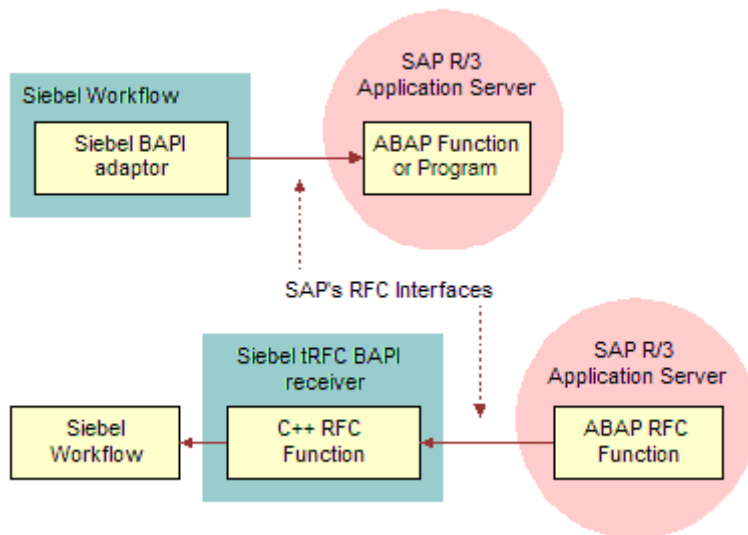 SAP R/3
Application Server
Siebel Workflow
Siebel BAPI
adaptor
ABAP Function
or Program
SAP's RFC Interfaces
Siebel tRFC BAPI
receiver
SAP R/3
Application Server
Siebel
Workflow
C++ RFC
Function
ABAP RFC
Function